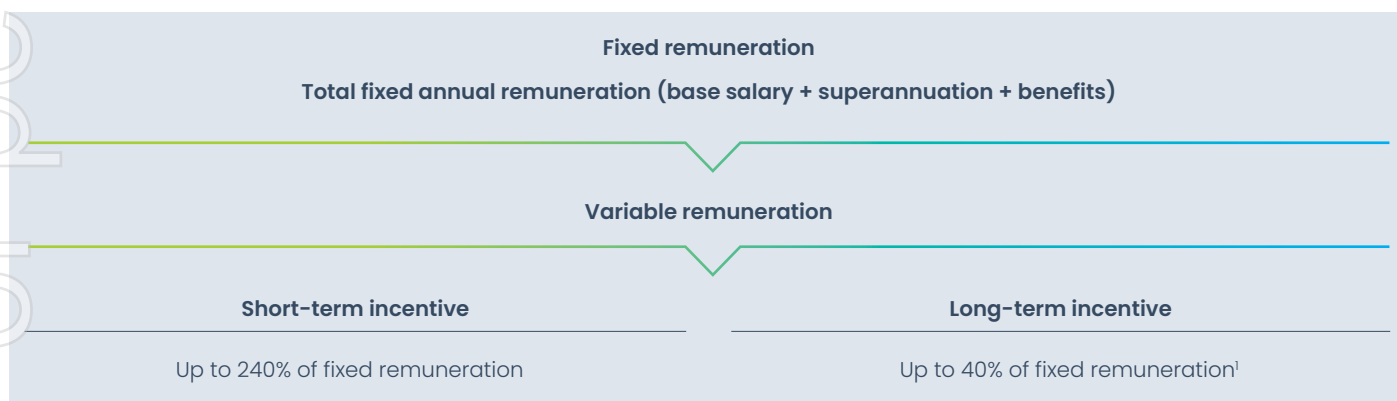 Fixed remuneration
Total fixed annual remuneration (base salary + superannuation + benefits)
Variable remuneration
Short-term incentive
Long-term incentive
Up to 240% of fixed remuneration
Up to 40% of fixed remuneration¹